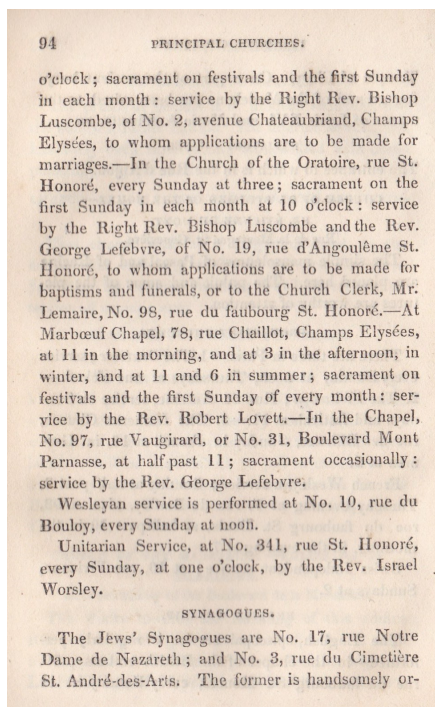 94 PRINCIPAL CHURCHES.
o'clock; sacrament on festivals and the first Sunday
in each month: service by the Right Rev. Bishop
Luscombe, of No. 2, avenue Chateaubriand, Champs
Elysées, to whom applications are to be made for
marriages.—In the Church of the Oratoire, rue St.
Honoré, every Sunday at three; sacrament on the
first Sunday in each month at 10 o'clock: service
by the Right Rev. Bishop Luscombe and the Rev.
George Lefebvre, of No. 19, rue d'Angoulême St.
Honoré, to whom applications are to be made for
baptisms and funerals, or to the Church Clerk, Mr.
Lemaire, No. 98, rue du faubourg St. Honoré.—At
Marbœuf Chapel, 78, rue Chaillot, Champs Elysées,
at 11 in the morning, and at 3 in the afternoon, in
winter, and at 11 and 6 in summer; sacrament on
festivals and the first Sunday of every month: ser-
vice by the Rev. Robert Lovett.—In the Chapel,
No. 97, rue Vaugirard, or No. 31, Boulevard Mont
Parnasse, at half past 11; sacrament occasionally:
service by the Rev. George Lefebvre.
Wesleyan service is performed at No. 10, rue du
Bouloy, every Sunday at noon.
Unitarian Service, at No. 341, rue St. Honoré,
every Sunday, at one o'clock, by the Rev. Israel
Worsley.
SYNAGOGUES.
The Jews' Synagogues are No. 17, rue Notre
Dame de Nazareth; and No. 3, rue du Cimetière
St. André-des-Arts. The former is handsomely or-